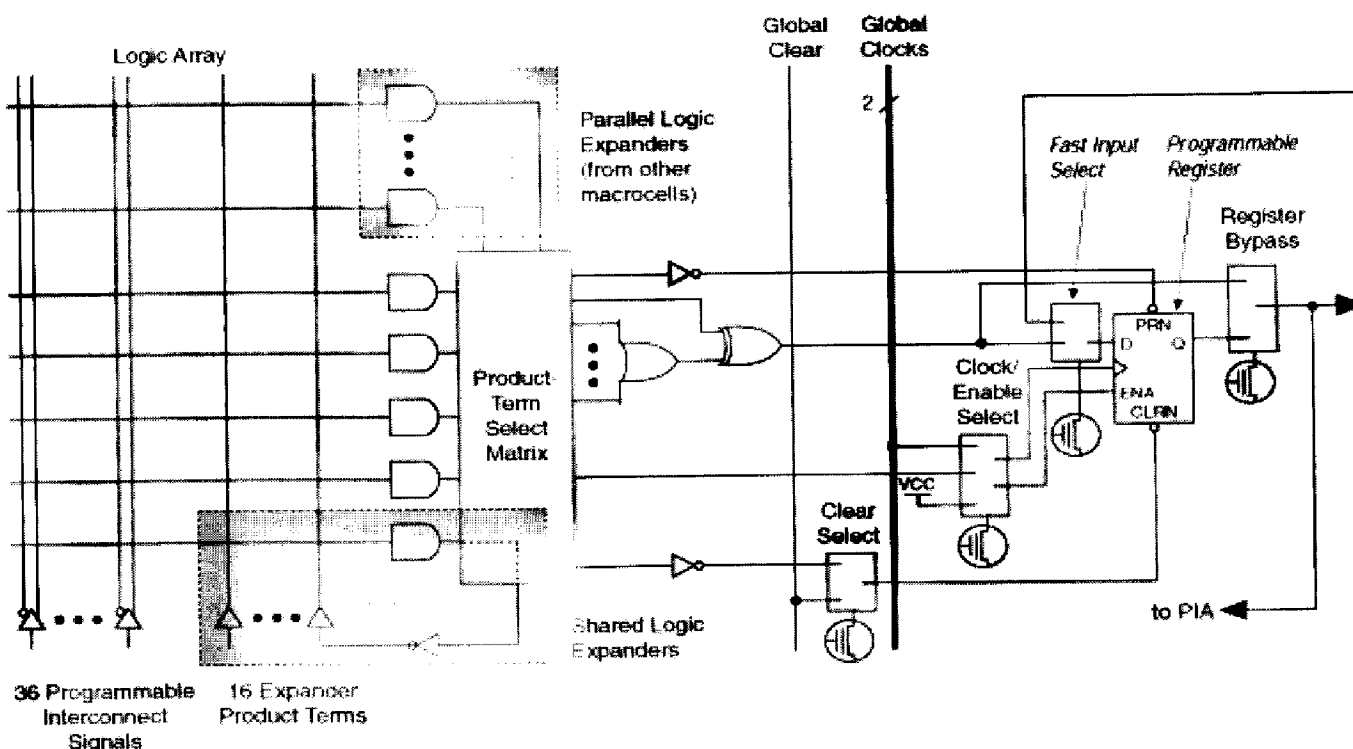 Logic Array
Global
Clear
Global
Clocks
2
Parallel Logic
Expanders
(from other
macrocells)
Fast Input
Select
Programmable
Register
Register
Bypass
PRN
D
Q
ENA
CLRN
Product-
Term
Select
Matrix
Clock/
Enable
Select
VCC
Clear
Select
to PIA
Shared Logic
Expanders
36 Programmable
Interconnect
Signals
16 Expander
Product Terms